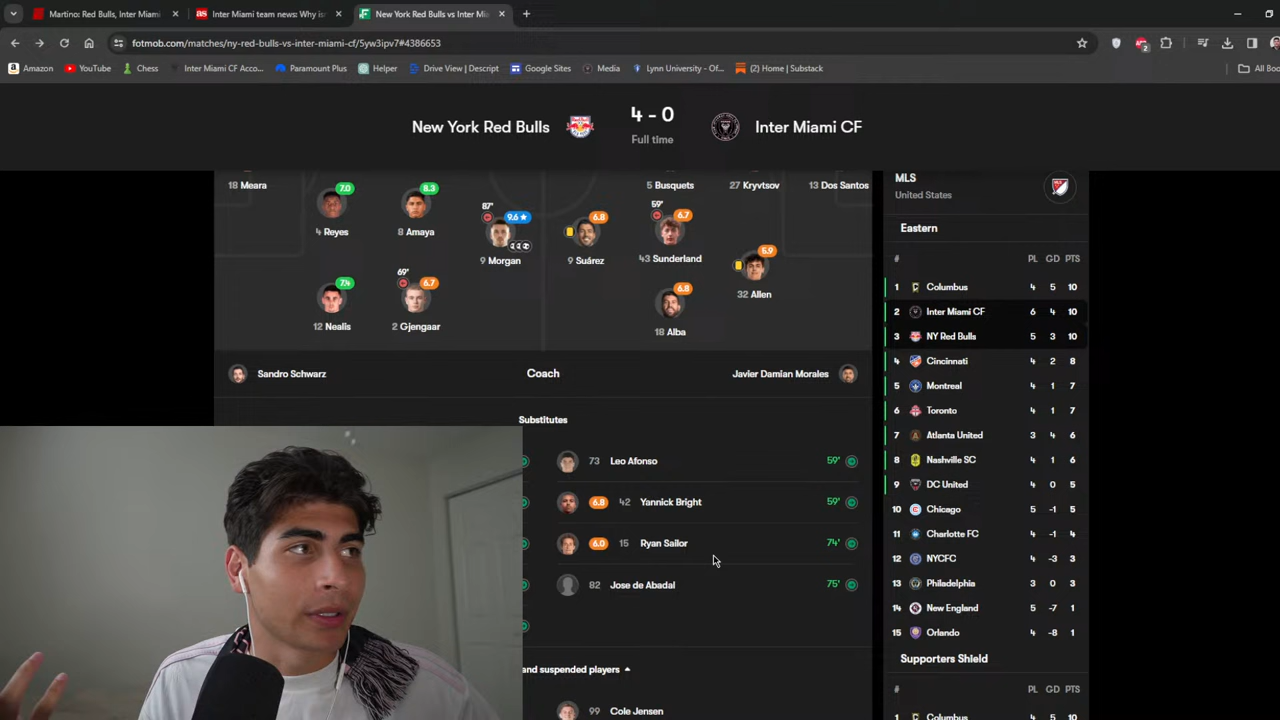 Martino: Red Bulls, Inter Miami
Inter Miami team news: Why is
New York Red Bulls vs Inter Mi
fotmob.com/matches/ny-red-bulls-vs-inter-miami-cf/5yw3ipv7#4386653
2
Amazon
YouTube
Chess
Inter Miami CF Acco...
Paramount Plus
Helper
Drive View | Descript
Google Sites
Media
Lynn University - Of...
(2) Home | Substack
All Boo
New York Red Bulls
4 - 0
Inter Miami CF
Full time
18 Meara
5 Busquets
27 Kryvtsov
13 Dos Santos
7.0
4 Reyes
8.3
8 Amaya
87'
9.6
9 Morgan
6.8
9 Suárez
59'
6.7
43 Sunderland
5.9
32 Allen
7.4
12 Nealis
69'
6.7
2 Gjengaar
6.8
18 Alba
Sandro Schwarz
Coach
Javier Damian Morales
Substitutes
73 Leo Afonso 59'
6.8 42 Yannick Bright 59'
6.0 15 Ryan Sailor 74'
82 Jose de Abadal 75'
and suspended players
99 Cole Jensen
MLS
United States
Eastern
# PL GD PTS
1 Columbus 4 5 10
2 Inter Miami CF 6 4 10
3 NY Red Bulls 5 3 10
4 Cincinnati 4 2 8
5 Montreal 4 1 7
6 Toronto 4 1 7
7 Atlanta United 3 4 6
8 Nashville SC 4 1 6
9 DC United 4 0 5
10 Chicago 5 -1 5
11 Charlotte FC 4 -1 4
12 NYCFC 4 -3 3
13 Philadelphia 3 0 3
14 New England 5 -7 1
15 Orlando 4 -8 1
Supporters Shield
# PL GD PTS
1 Columbus 4 5 10